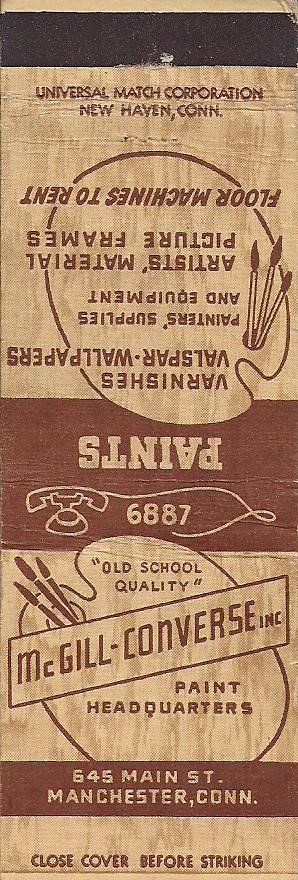 UNIVERSAL MATCH CORPORATION
NEW HAVEN, CONN.
PAINTS
VARNISHES
VALSPAR·WALLPAPERS
PAINTERS' SUPPLIES
AND EQUIPMENT
ARTISTS' MATERIAL
PICTURE FRAMES
FLOOR MACHINES TO RENT
6887
"OLD SCHOOL
QUALITY"
McGILL-CONVERSE INC
PAINT
HEADQUARTERS
645 MAIN ST.
MANCHESTER, CONN.
CLOSE COVER BEFORE STRIKING